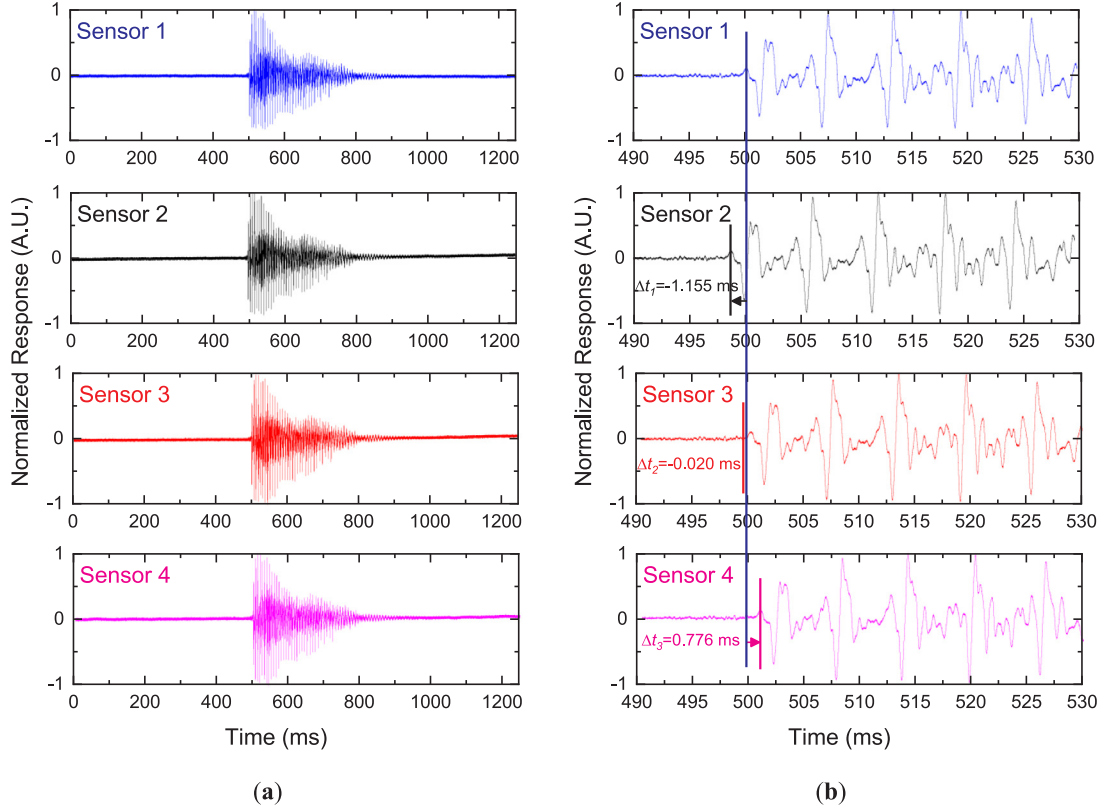 Normalized Response (A.U.)
Sensor 1
1
0
-1
0 200 400 600 800 1000 1200
Sensor 2
1
0
-1
0 200 400 600 800 1000 1200
Sensor 3
1
0
-1
0 200 400 600 800 1000 1200
Sensor 4
1
0
-1
0 200 400 600 800 1000 1200
Time (ms)
(a)
Normalized Response (A.U.)
Sensor 1
1
0
-1
490 495 500 505 510 515 520 525 530
Sensor 2
1
0
-1
Δt1=-1.155 ms
490 495 500 505 510 515 520 525 530
Sensor 3
1
0
-1
Δt2=-0.020 ms
490 495 500 505 510 515 520 525 530
Sensor 4
1
0
-1
Δt3=0.776 ms
490 495 500 505 510 515 520 525 530
Time (ms)
(b)